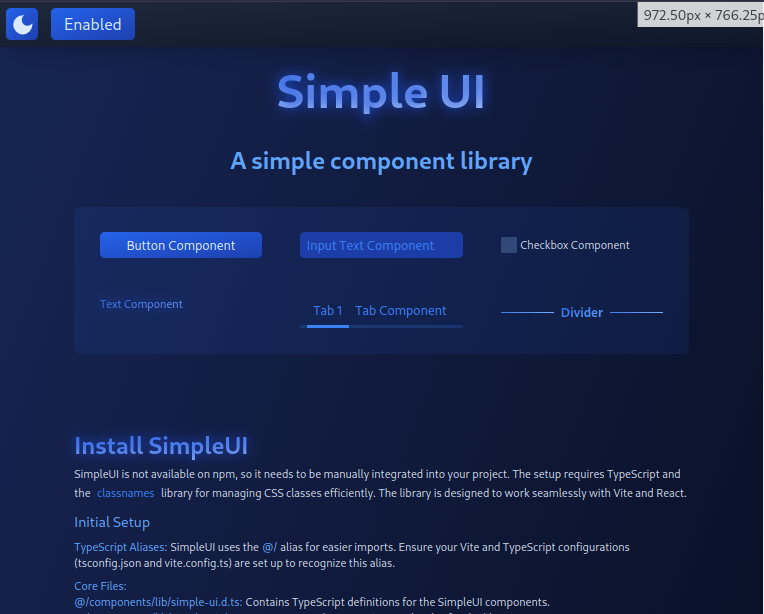 Enabled
972.50px × 766.25p
Simple UI
A simple component library
Button Component
Input Text Component
Checkbox Component
Text Component
Tab 1
Tab Component
Divider
Install SimpleUI
SimpleUI is not available on npm, so it needs to be manually integrated into your project. The setup requires TypeScript and
the classnames library for managing CSS classes efficiently. The library is designed to work seamlessly with Vite and React.
Initial Setup
TypeScript Aliases: SimpleUI uses the @/ alias for easier imports. Ensure your Vite and TypeScript configurations
(tsconfig.json and vite.config.ts) are set up to recognize this alias.
Core Files:
@/components/lib/simple-ui.d.ts: Contains TypeScript definitions for the SimpleUI components.